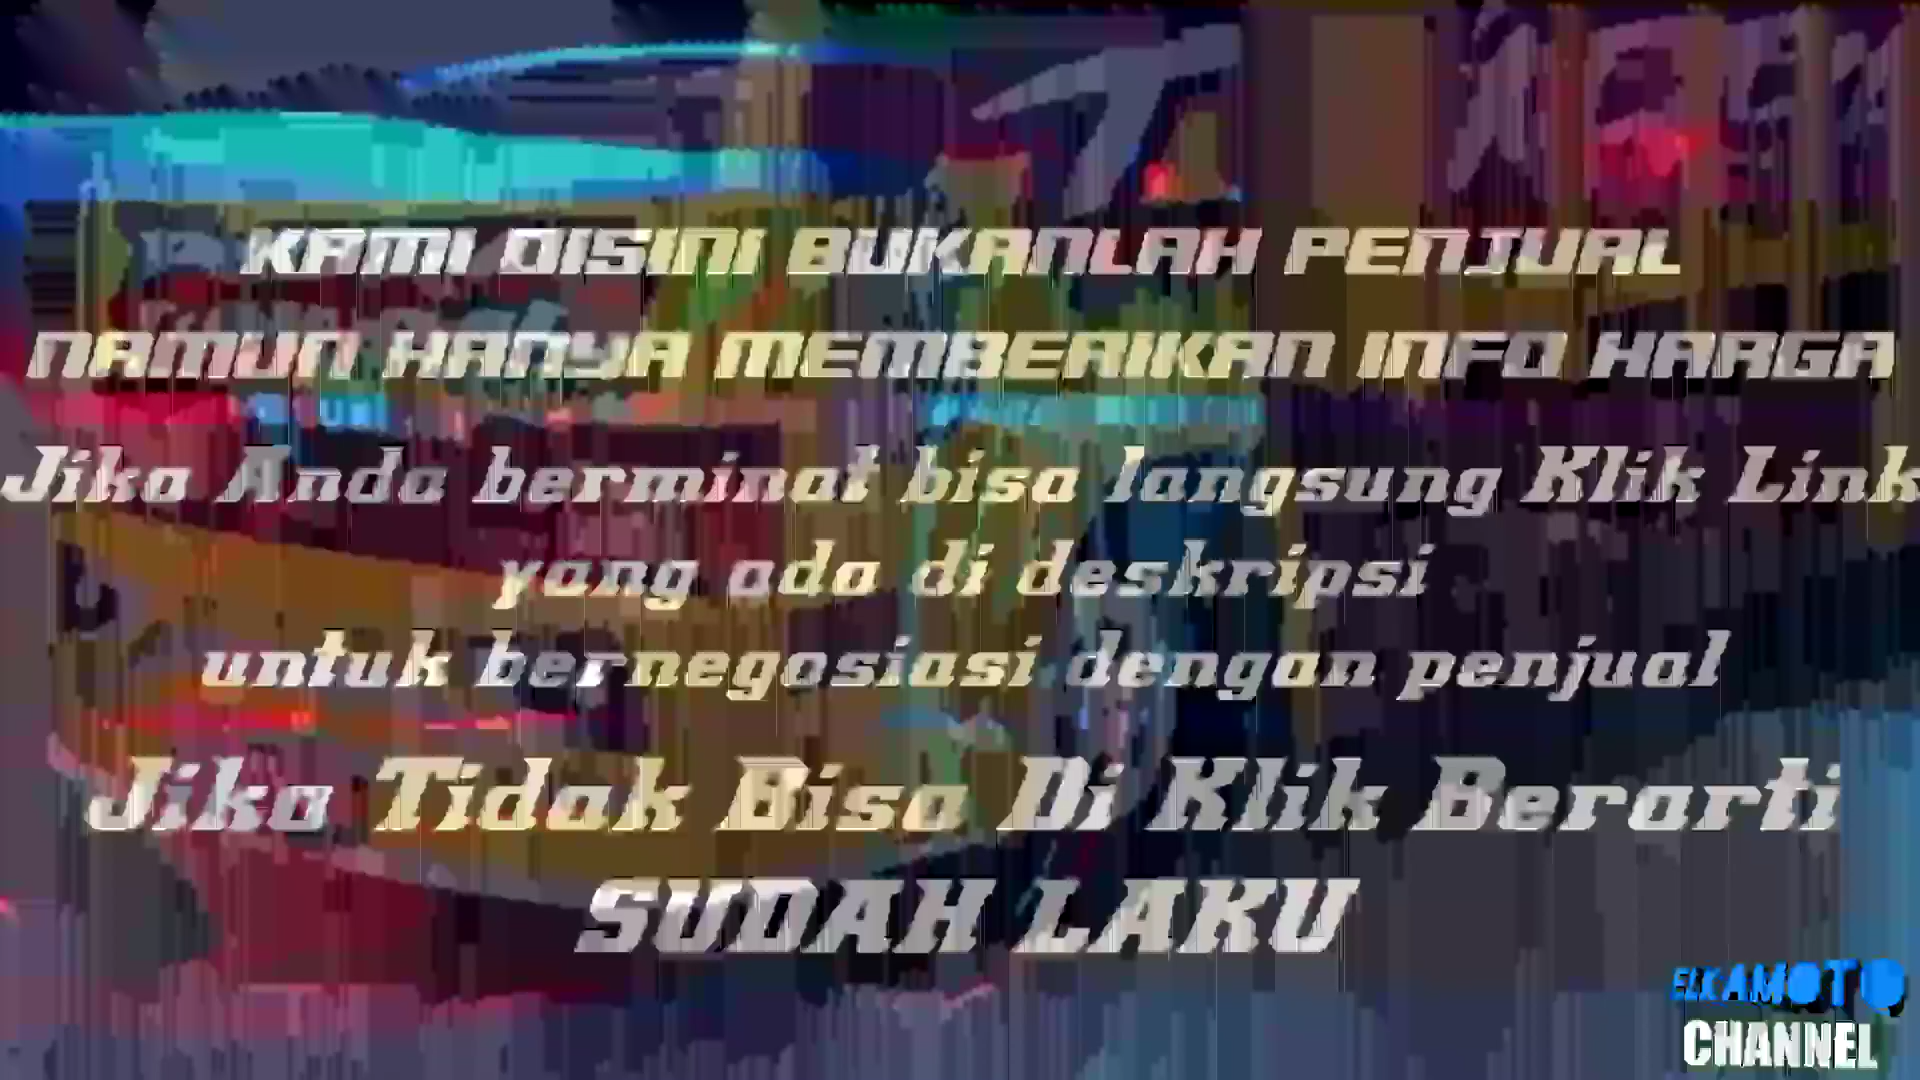 KAMI DISINI BUKANLAH PENJUAL
NAMUN HANYA MEMBERIKAN INFO HARGA
Jika Anda berminat bisa langsung Klik Link
yang ada di deskripsi
untuk bernegosiasi dengan penjual
Jika Tidak Bisa Di Klik Berarti
SUDAH LAKU
ELKAMOTO
CHANNEL